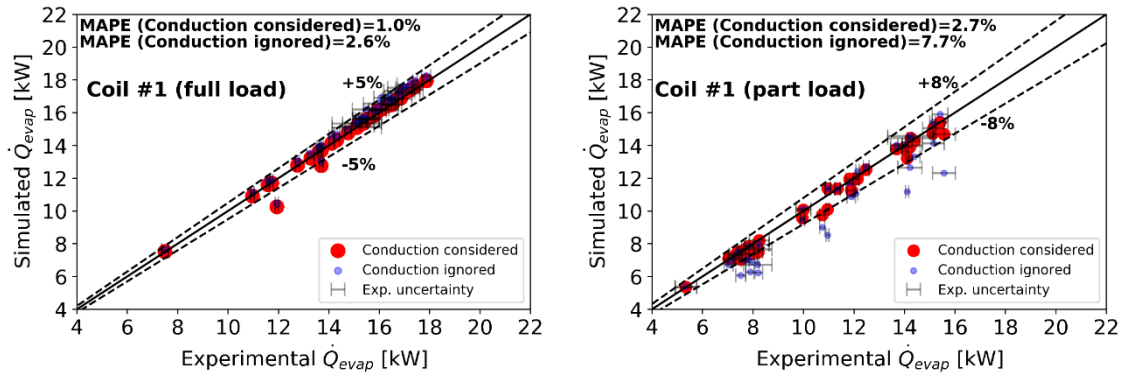 MAPE (Conduction considered)=1.0%
MAPE (Conduction ignored)=2.6%
Coil #1 (full load)
+5%
-5%
Conduction considered
Conduction ignored
Exp. uncertainty
Simulated Q̇evap [kW]
22
20
18
16
14
12
10
8
6
4
4 6 8 10 12 14 16 18 20 22
Experimental Q̇evap [kW]
MAPE (Conduction considered)=2.7%
MAPE (Conduction ignored)=7.7%
Coil #1 (part load)
+8%
-8%
Conduction considered
Conduction ignored
Exp. uncertainty
Simulated Q̇evap [kW]
22
20
18
16
14
12
10
8
6
4
4 6 8 10 12 14 16 18 20 22
Experimental Q̇evap [kW]